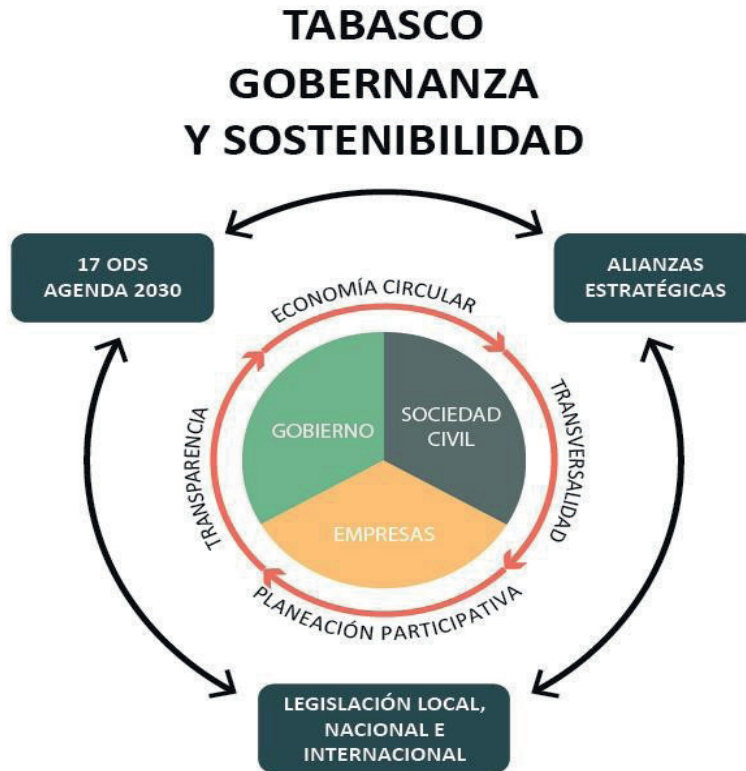 TABASCO
GOBERNANZA
Y SOSTENIBILIDAD
17 ODS
AGENDA 2030
ALIANZAS
ESTRATÉGICAS
ECONOMÍA CIRCULAR
TRANSVERSALIDAD
PLANEACIÓN PARTICIPATIVA
TRANSPARENCIA
GOBIERNO
SOCIEDAD
CIVIL
EMPRESAS
LEGISLACIÓN LOCAL,
NACIONAL E
INTERNACIONAL